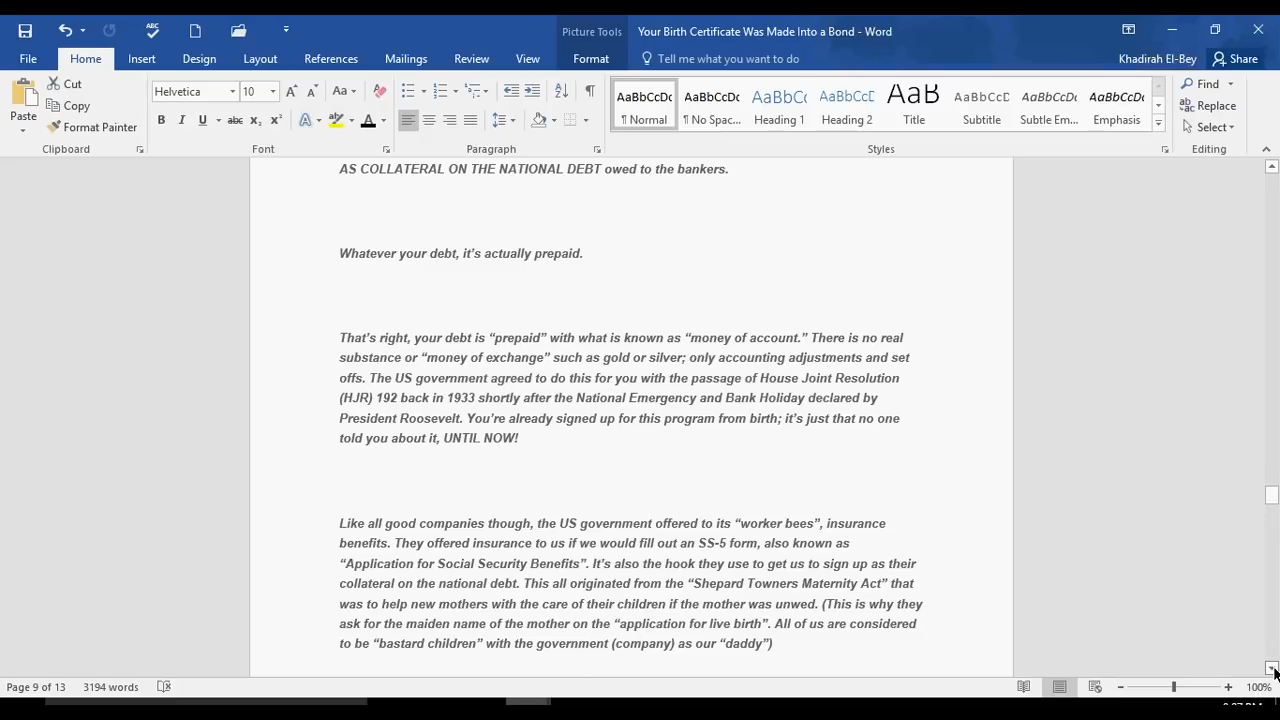 Picture Tools
Your Birth Certificate Was Made Into a Bond - Word
File
Home
Insert
Design
Layout
References
Mailings
Review
View
Format
Tell me what you want to do
Khadirah El-Bey
Share
Paste
Cut
Copy
Format Painter
Clipboard
Helvetica
10
Aa
B I U abc x₂ x²
Font
Paragraph
AaBbCcDc
¶ Normal
AaBbCcDc
¶ No Spac...
AaBbCc
Heading 1
AaBbCcD
Heading 2
AaB
Title
AaBbCcD
Subtitle
AaBbCcDc
Subtle Em...
AaBbCcDc
Emphasis
Styles
Find
Replace
Select
Editing
AS COLLATERAL ON THE NATIONAL DEBT owed to the bankers.
Whatever your debt, it’s actually prepaid.
That’s right, your debt is “prepaid” with what is known as “money of account.” There is no real
substance or “money of exchange” such as gold or silver; only accounting adjustments and set
offs. The US government agreed to do this for you with the passage of House Joint Resolution
(HJR) 192 back in 1933 shortly after the National Emergency and Bank Holiday declared by
President Roosevelt. You’re already signed up for this program from birth; it’s just that no one
told you about it, UNTIL NOW!
Like all good companies though, the US government offered to its “worker bees”, insurance
benefits. They offered insurance to us if we would fill out an SS-5 form, also known as
“Application for Social Security Benefits”. It’s also the hook they use to get us to sign up as their
collateral on the national debt. This all originated from the “Shepard Towners Maternity Act” that
was to help new mothers with the care of their children if the mother was unwed. (This is why they
ask for the maiden name of the mother on the “application for live birth”. All of us are considered
to be “bastard children” with the government (company) as our “daddy”)
Page 9 of 13
3194 words
100%